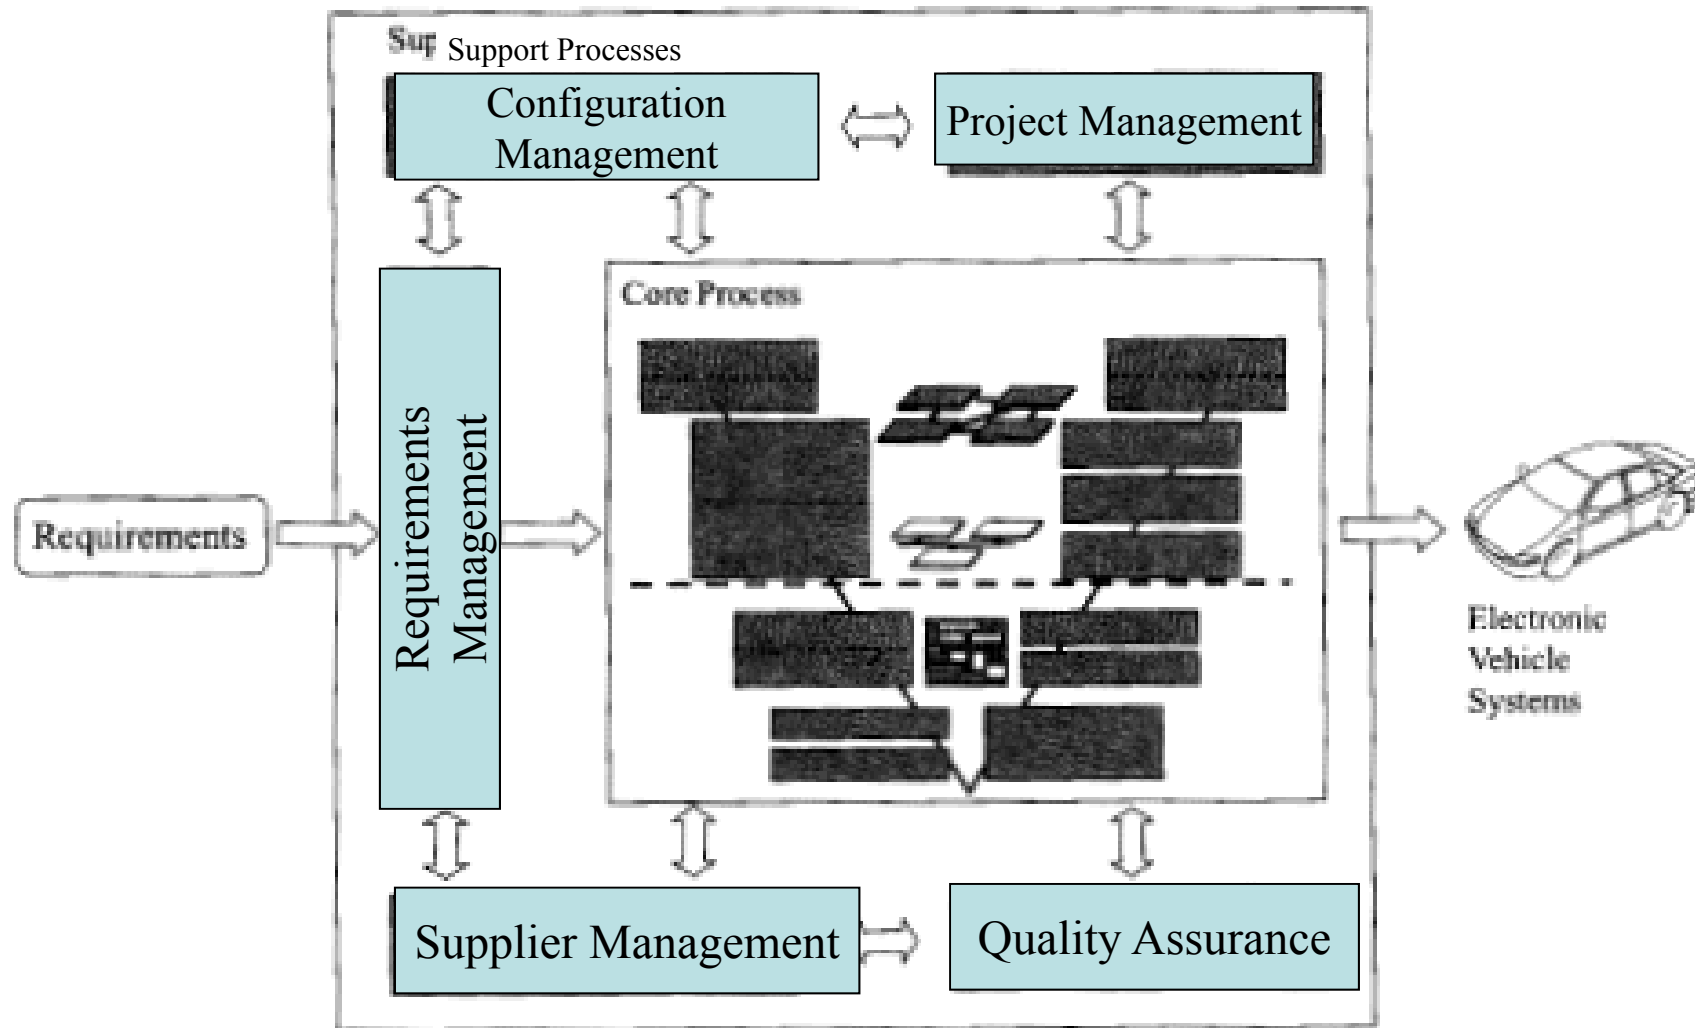 Sup
Support Processes
Configuration
Management
Project Management
Core Process
Requirements
Requirements
Management
Electronic
Vehicle
Systems
Supplier Management
Quality Assurance